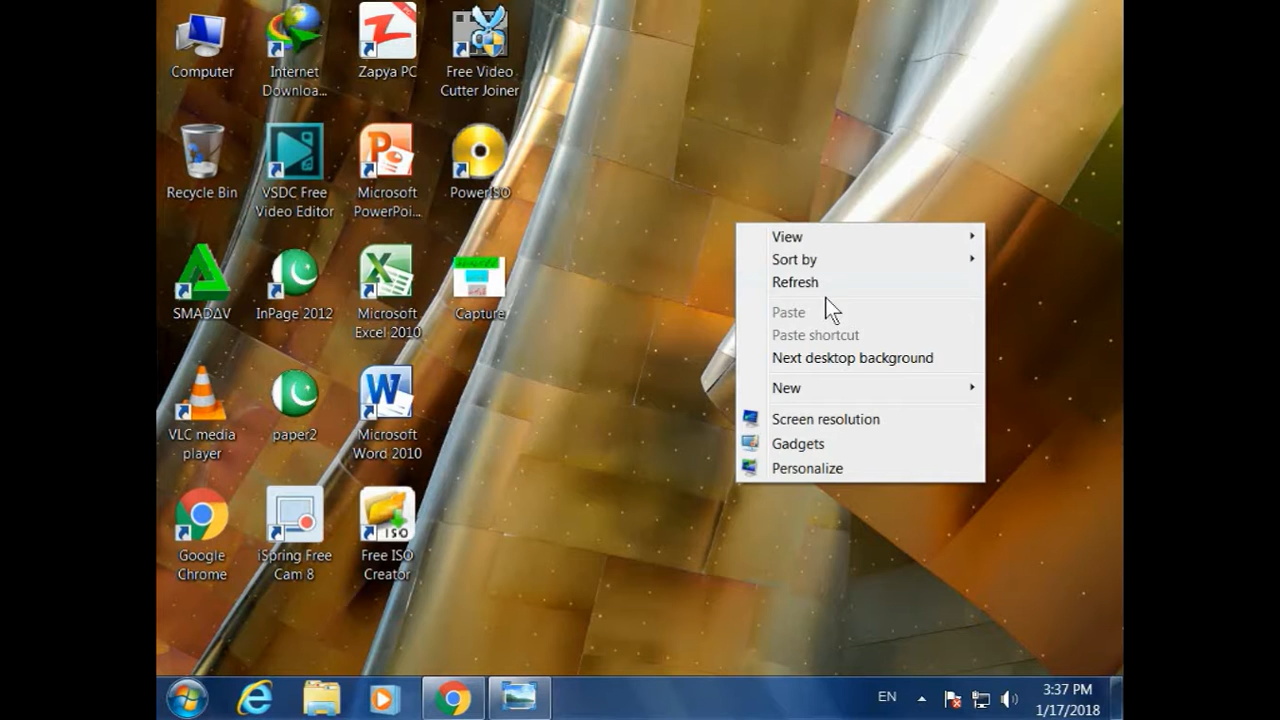 Computer
Internet
Downloa...
Zapya PC
Free Video
Cutter Joiner
Recycle Bin
VSDC Free
Video Editor
Microsoft
PowerPoi...
PowerISO
SMADΔV
InPage 2012
Microsoft
Excel 2010
Capture
VLC media
player
paper2
Microsoft
Word 2010
Google
Chrome
iSpring Free
Cam 8
ISO
Free ISO
Creator
View
Sort by
Refresh
Paste
Paste shortcut
Next desktop background
New
Screen resolution
Gadgets
Personalize
EN
3:37 PM
1/17/2018